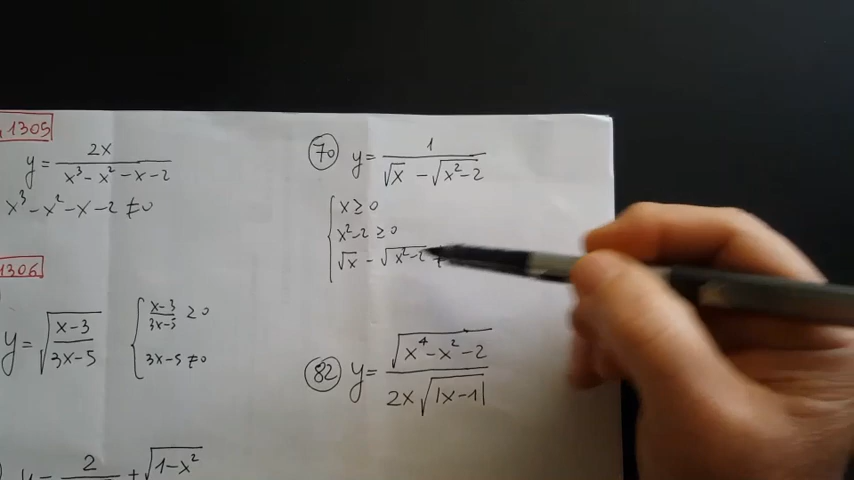 1305
y = 2x / (x³ - x² - x - 2)
x³ - x² - x - 2 ≠ 0
1306
y = √((x-3)/(3x-5))
{ (x-3)/(3x-5) ≥ 0
3x-5 ≠ 0
y = 2 + √(1-x²)
70 y = 1 / (√x - √(x²-2))
{ x ≥ 0
x²-2 ≥ 0
√x - √(x²-2) ≠
82 y = √(x⁴-x²-2) / (2x√|x-1|)